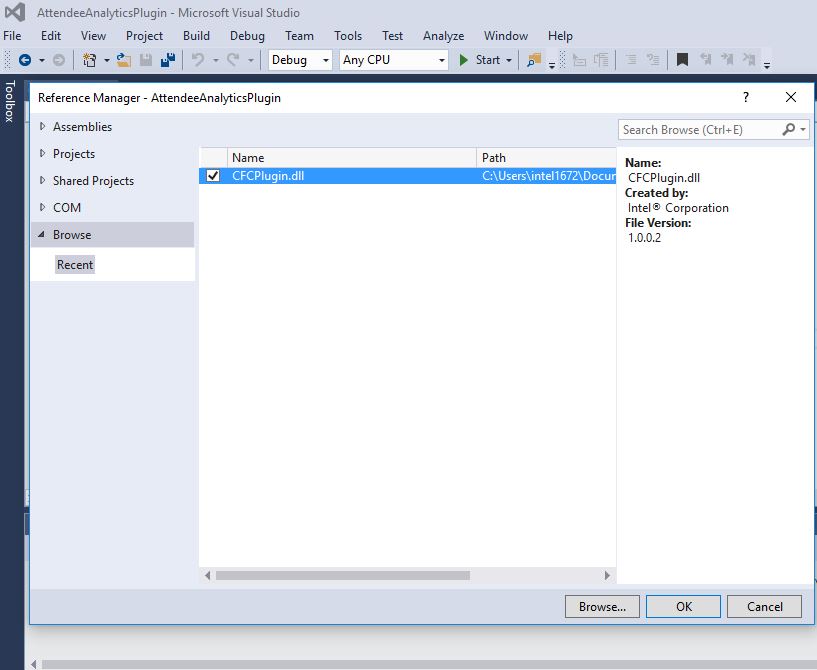 AttendeeAnalyticsPlugin - Microsoft Visual Studio
File Edit View Project Build Debug Team Tools Test Analyze Window Help
Debug Any CPU Start
Toolbox
Reference Manager - AttendeeAnalyticsPlugin ?
Assemblies
Projects
Shared Projects
COM
Browse
Recent
Name Path
CFCPlugin.dll C:\Users\intel1672\Docur
Search Browse (Ctrl+E)
Name:
CFCPlugin.dll
Created by:
Intel® Corporation
File Version:
1.0.0.2
Browse... OK Cancel